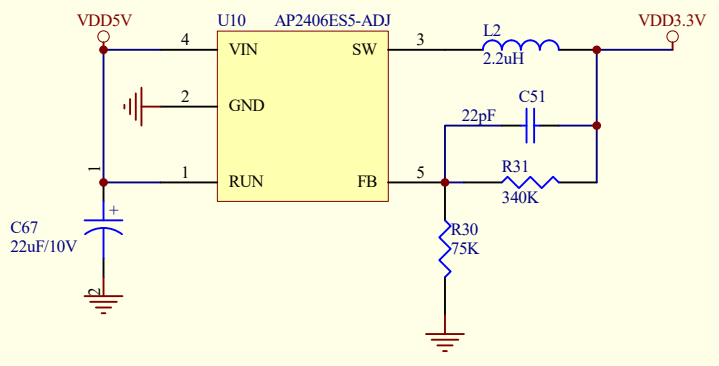 VDD5V
U10
AP2406ES5-ADJ
L2
VDD3.3V
4
VIN
SW
3
2.2uH
2
GND
C51
22pF
1
1
RUN
FB
5
R31
340K
C67
+
22uF/10V
R30
75K
2